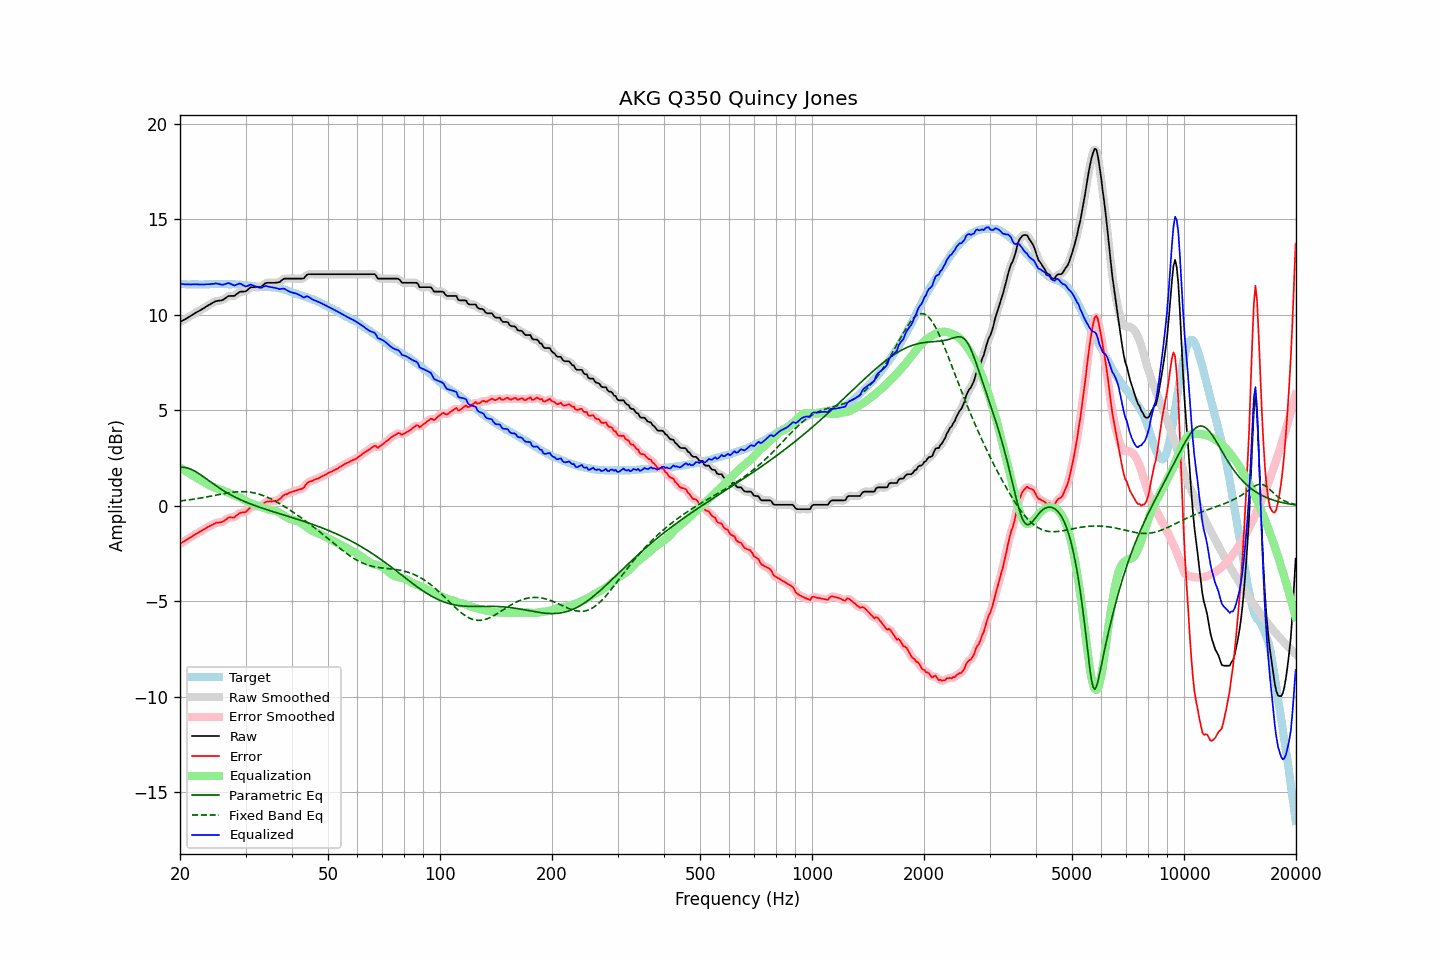 AKG Q350 Quincy Jones
20
15
10
5
0
−5
−10
−15
Amplitude (dBr)
Target
Raw Smoothed
Error Smoothed
Raw
Error
Equalization
Parametric Eq
Fixed Band Eq
Equalized
20 50 100 200 500 1000 2000 5000 10000 20000
Frequency (Hz)